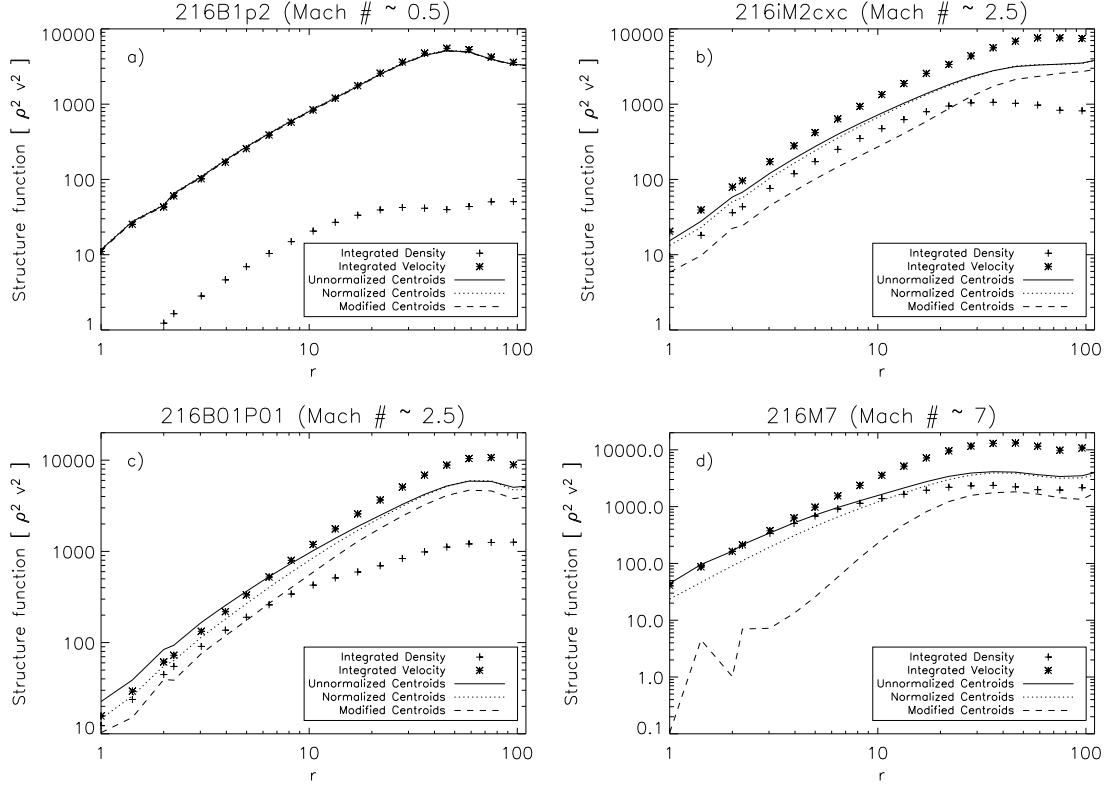 216B1p2 (Mach # ~ 0.5)
a)
Structure function [ ρ² v² ]
10000
1000
100
10
1
1
10
100
r
Integrated Density
Integrated Velocity
Unnormalized Centroids
Normalized Centroids
Modified Centroids
216iM2cxc (Mach # ~ 2.5)
b)
Structure function [ ρ² v² ]
10000
1000
100
10
1
1
10
100
r
Integrated Density
Integrated Velocity
Unnormalized Centroids
Normalized Centroids
Modified Centroids
216B01P01 (Mach # ~ 2.5)
c)
Structure function [ ρ² v² ]
10000
1000
100
10
1
10
100
r
Integrated Density
Integrated Velocity
Unnormalized Centroids
Normalized Centroids
Modified Centroids
216M7 (Mach # ~ 7)
d)
Structure function [ ρ² v² ]
10000.0
1000.0
100.0
10.0
1.0
0.1
1
10
100
r
Integrated Density
Integrated Velocity
Unnormalized Centroids
Normalized Centroids
Modified Centroids